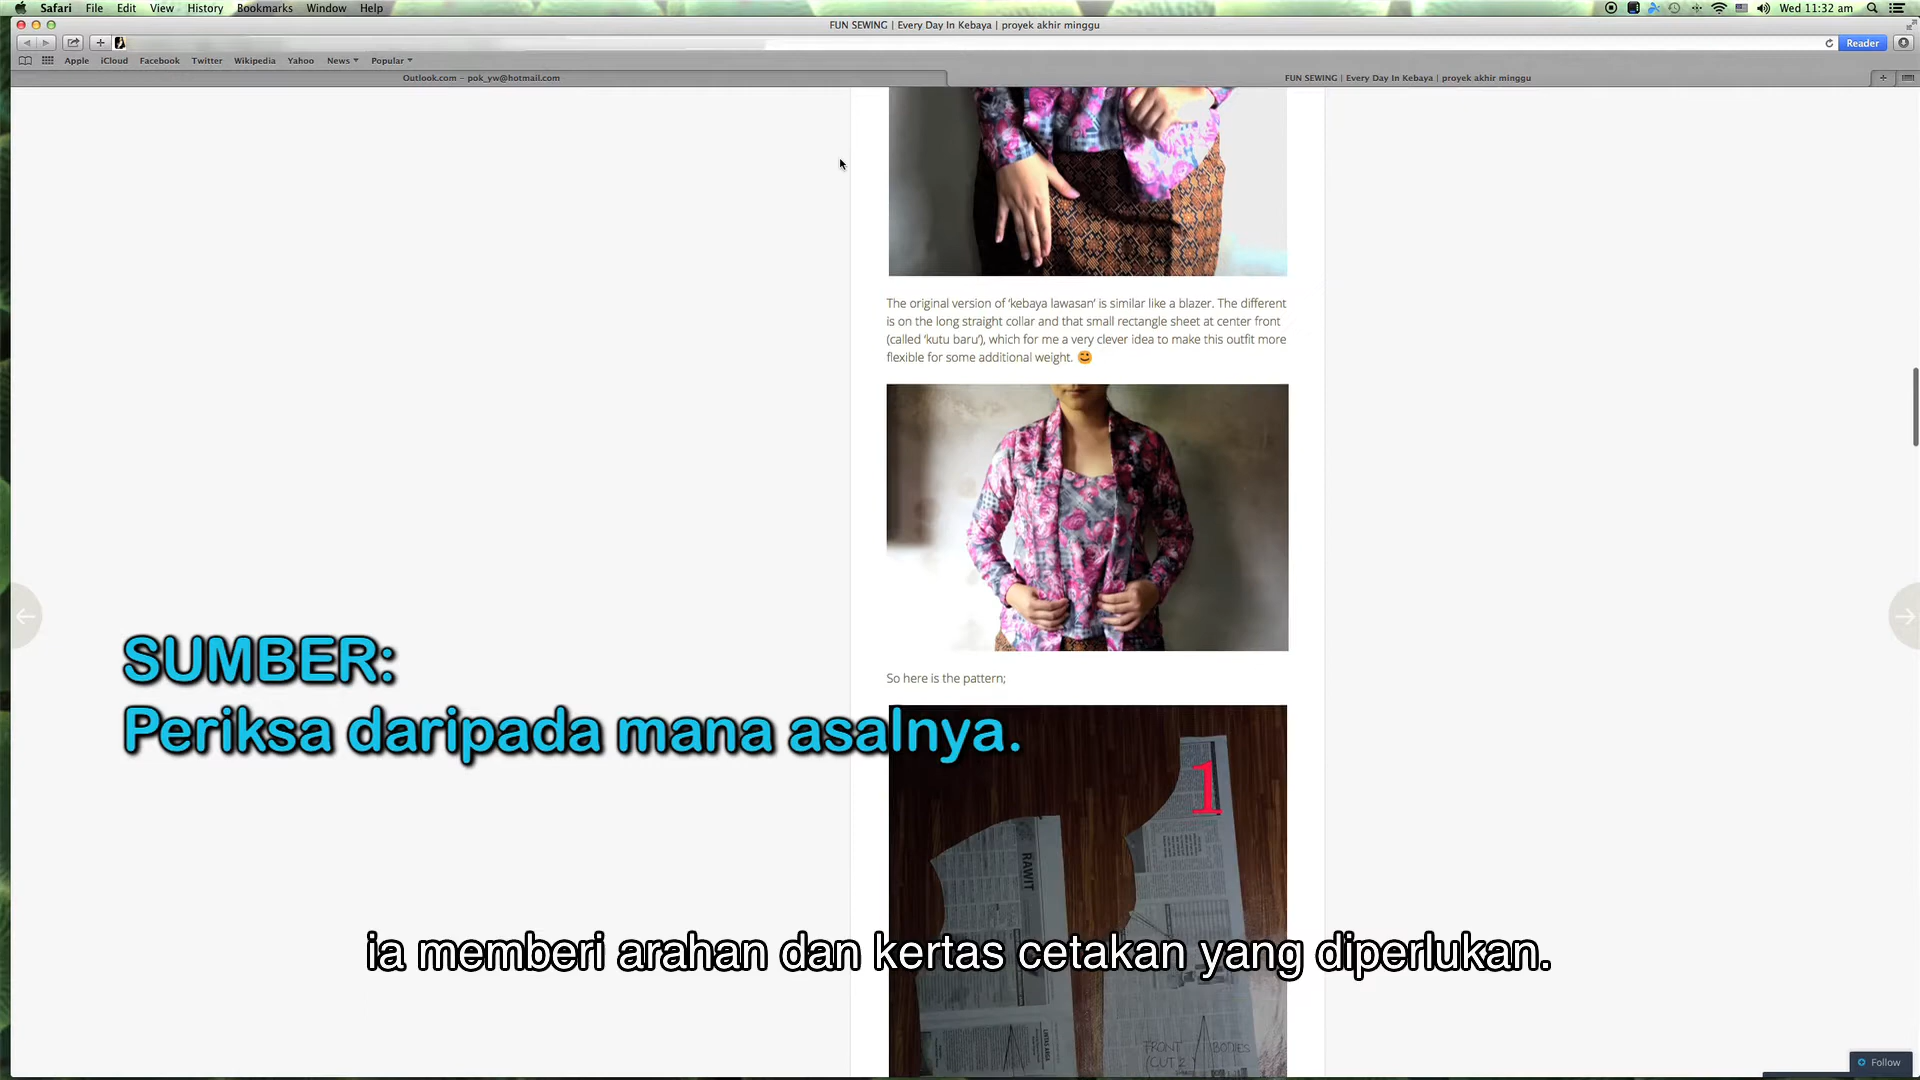 Safari File Edit View History Bookmarks Window Help Wed 11:32 am
FUN SEWING | Every Day In Kebaya | proyek akhir minggu
Reader
Apple iCloud Facebook Twitter Wikipedia Yahoo News Popular
Outlook.com – pok_yw@hotmail.com
FUN SEWING | Every Day In Kebaya | proyek akhir minggu
The original version of ‘kebaya lawasan’ is similar like a blazer. The different
is on the long straight collar and that small rectangle sheet at center front
(called ‘kutu baru’), which for me a very clever idea to make this outfit more
flexible for some additional weight. 😊
So here is the pattern;
SUMBER:
Periksa daripada mana asalnya.
1
RAWIT
ia memberi arahan dan kertas cetakan yang diperlukan.
FRONT BODIES
(CUT 2)
Follow